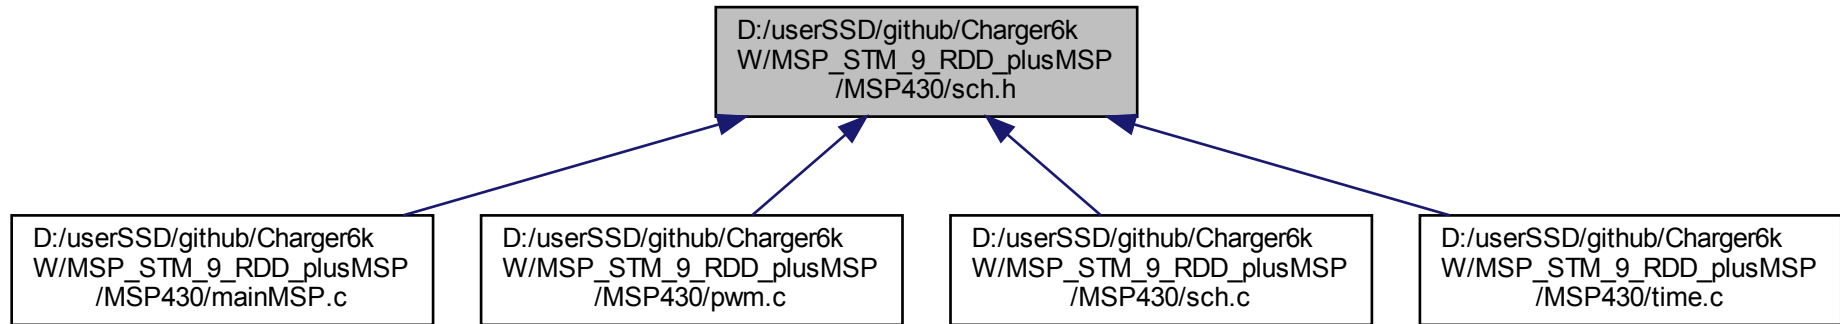 D:/userSSD/github/Charger6k
W/MSP_STM_9_RDD_plusMSP
/MSP430/sch.h
D:/userSSD/github/Charger6k
W/MSP_STM_9_RDD_plusMSP
/MSP430/mainMSP.c
D:/userSSD/github/Charger6k
W/MSP_STM_9_RDD_plusMSP
/MSP430/pwm.c
D:/userSSD/github/Charger6k
W/MSP_STM_9_RDD_plusMSP
/MSP430/sch.c
D:/userSSD/github/Charger6k
W/MSP_STM_9_RDD_plusMSP
/MSP430/time.c